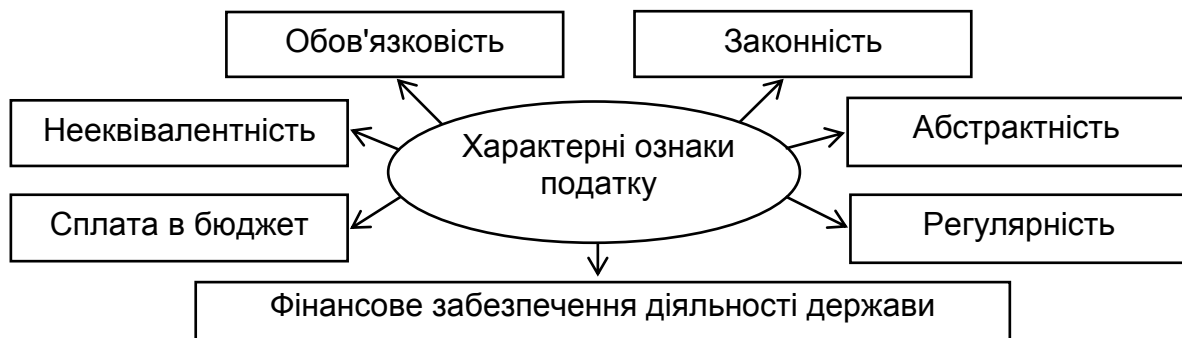 Обов'язковість
Законність
Нееквівалентність
Характерні ознаки
податку
Абстрактність
Сплата в бюджет
Регулярність
Фінансове забезпечення діяльності держави